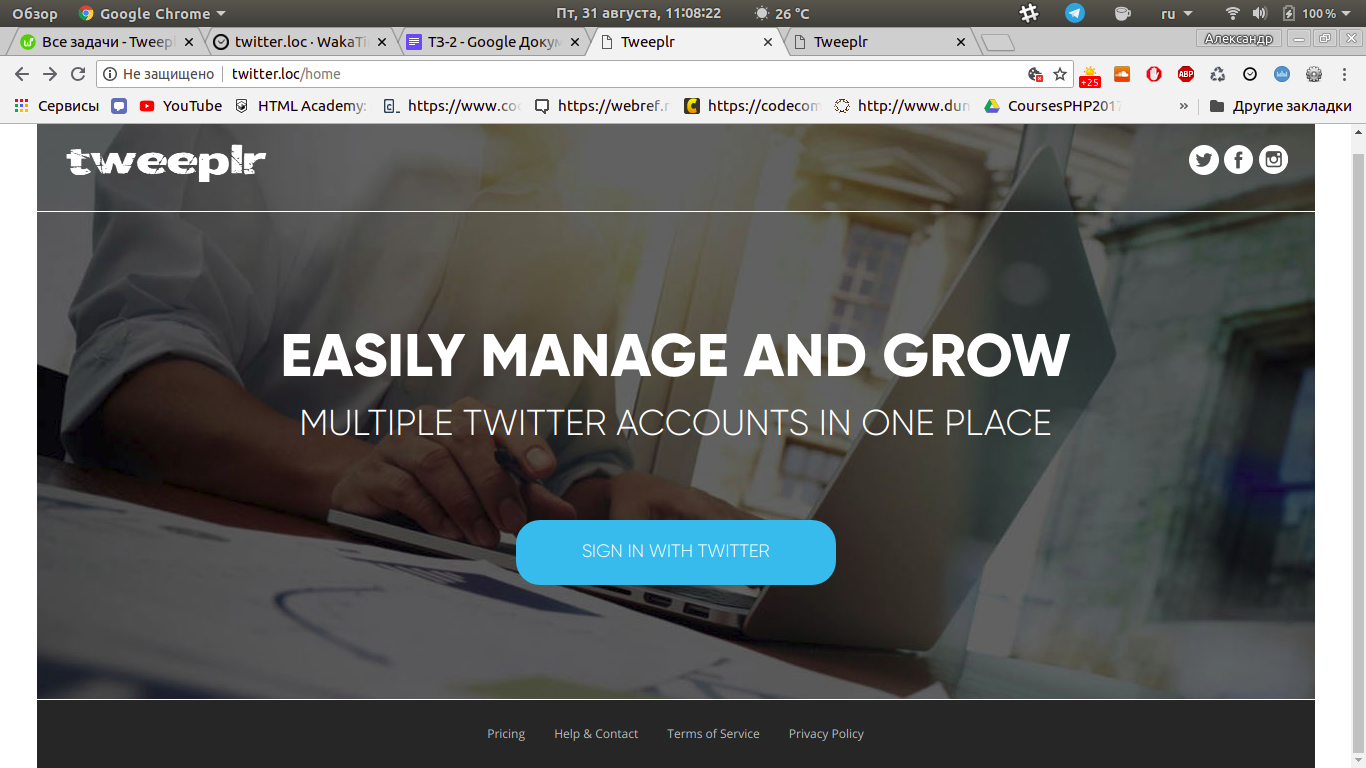 Обзор Google Chrome Пт, 31 августа, 11:08:22 26 °C ru 100 %
Все задачи - Tweepl twitter.loc · WakaTi ТЗ-2 - Google Докум Tweeplr Tweeplr Александр
Не защищено twitter.loc/home +25 ABP
Сервисы YouTube HTML Academy: https://www.co https://webref.r https://codecom http://www.dun CoursesPHP2017 » Другие закладки
tweeplr
EASILY MANAGE AND GROW
MULTIPLE TWITTER ACCOUNTS IN ONE PLACE
SIGN IN WITH TWITTER
Pricing Help & Contact Terms of Service Privacy Policy